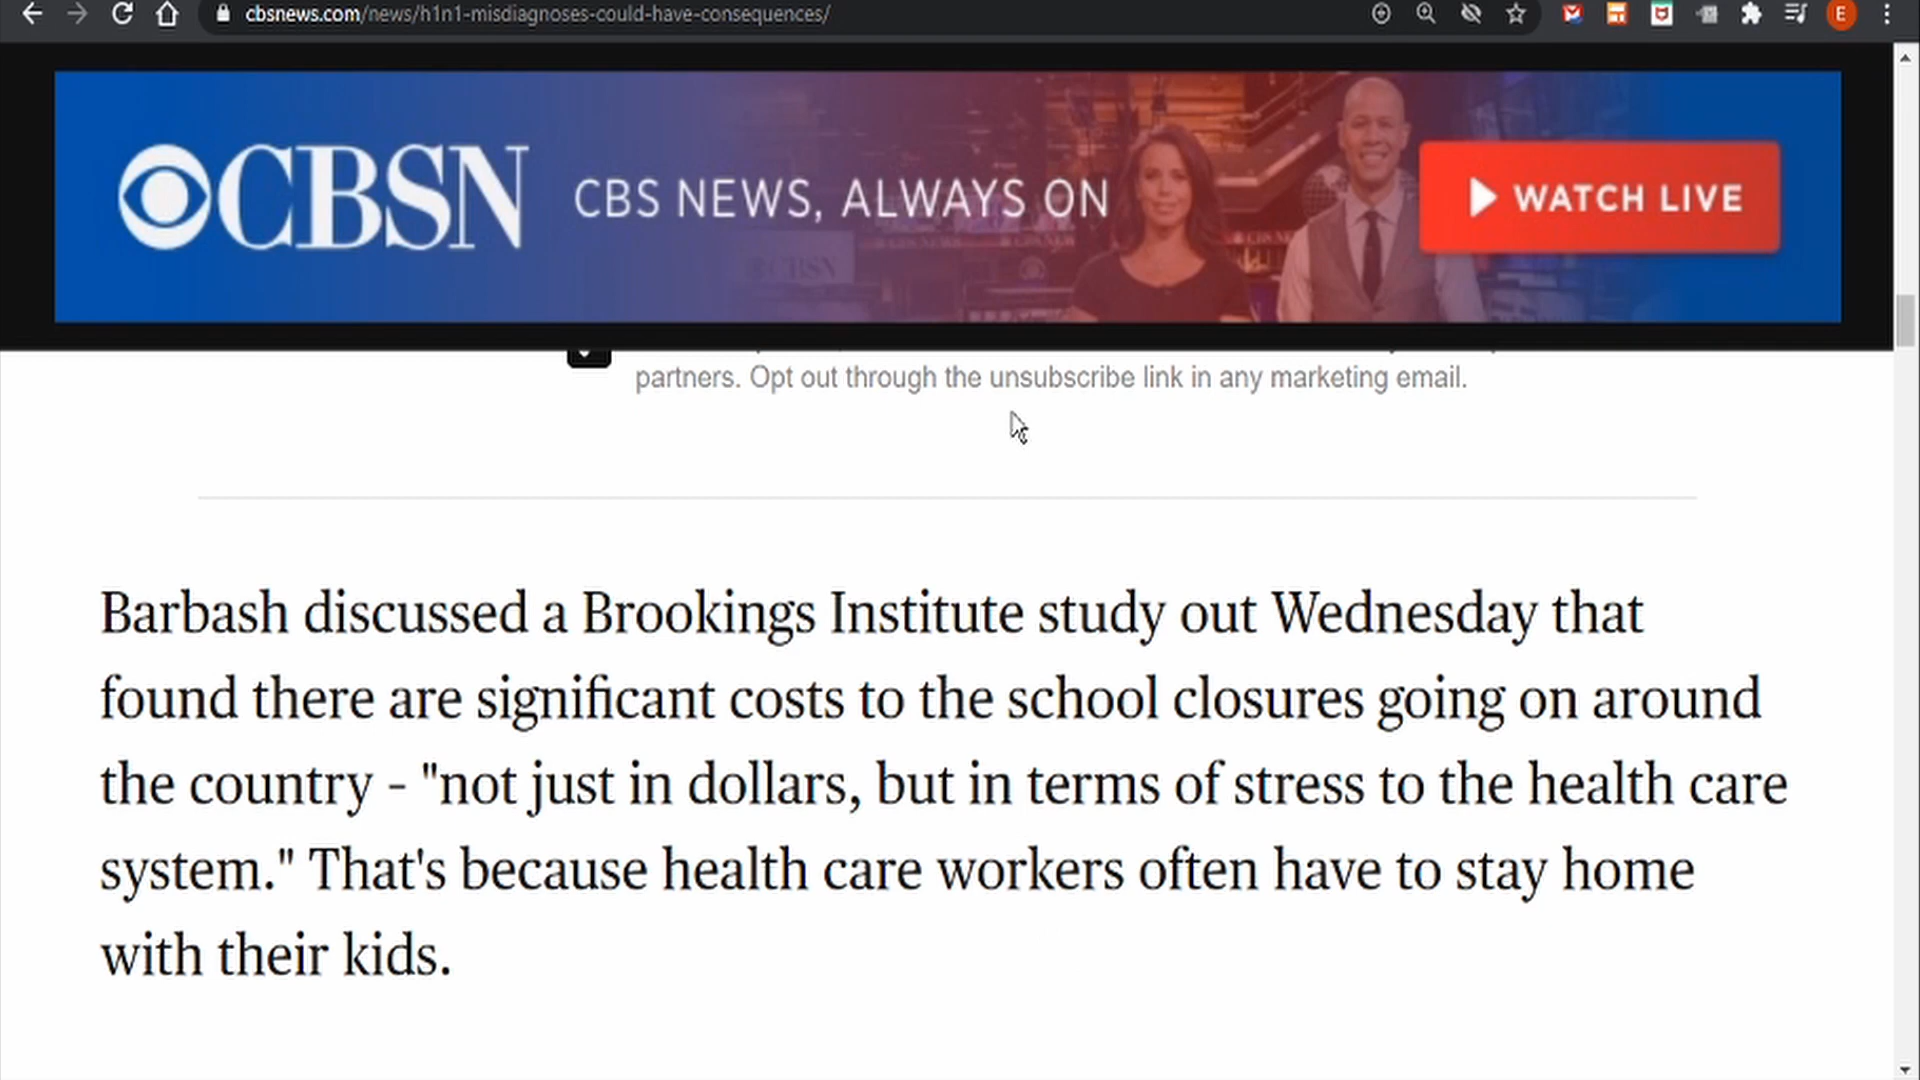 cbsnews.com/news/h1n1-misdiagnoses-could-have-consequences/
E
CBSN
CBS NEWS, ALWAYS ON
WATCH LIVE
CBSN
partners. Opt out through the unsubscribe link in any marketing email.
Barbash discussed a Brookings Institute study out Wednesday that
found there are significant costs to the school closures going on around
the country - "not just in dollars, but in terms of stress to the health care
system." That's because health care workers often have to stay home
with their kids.